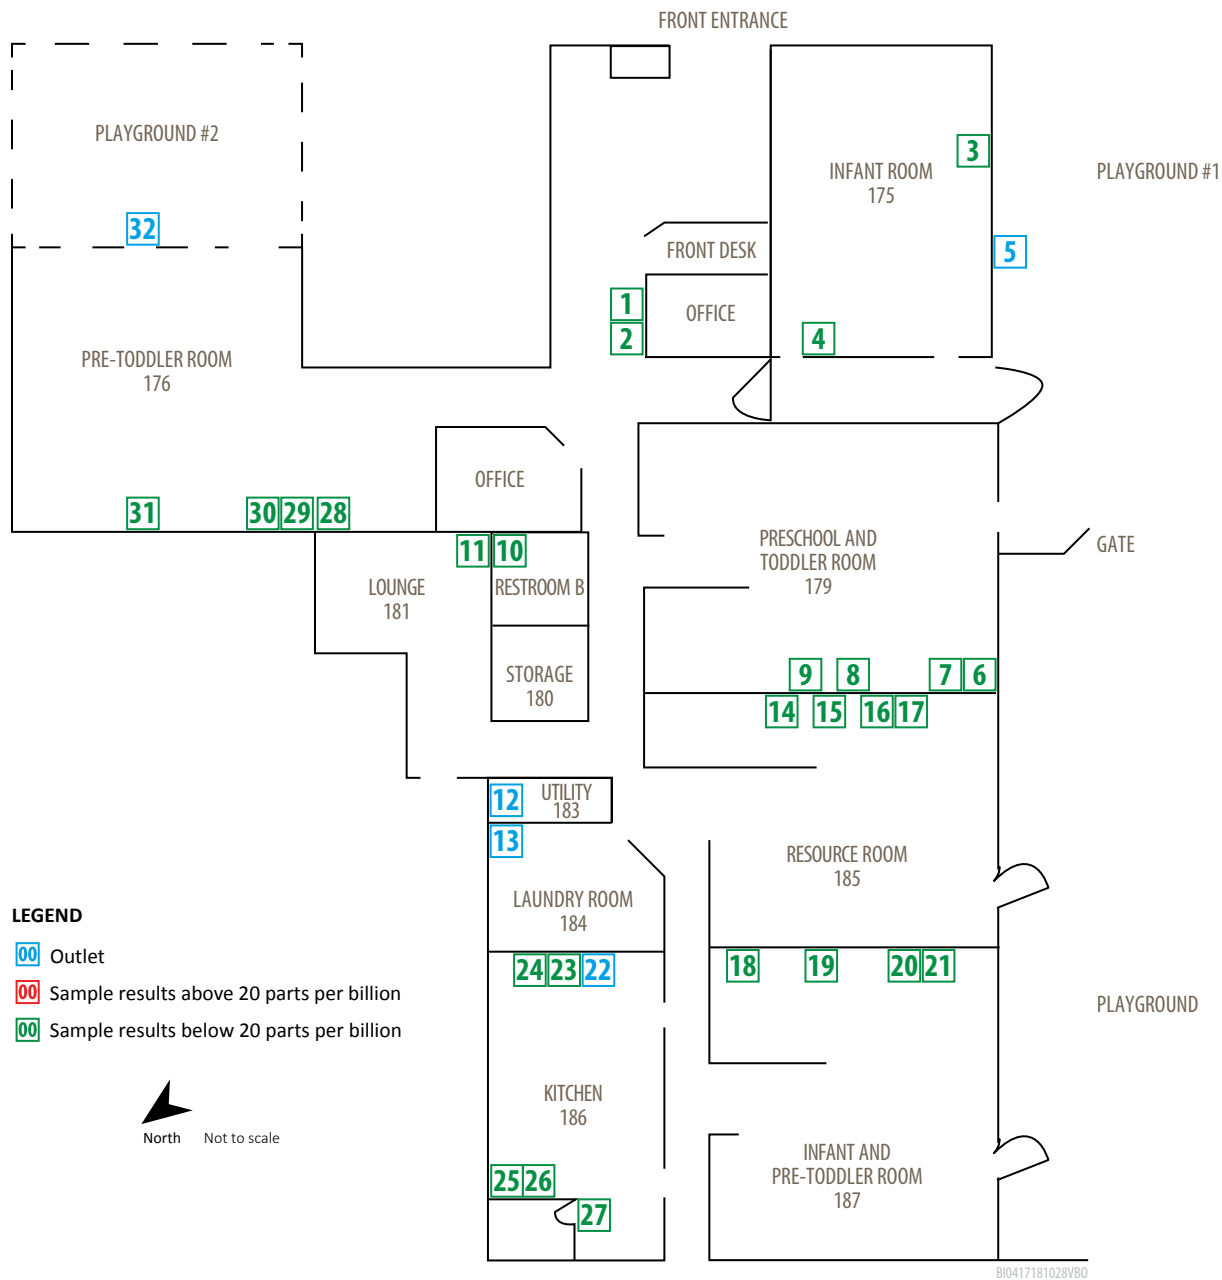 FRONT ENTRANCE
PLAYGROUND #2
3
INFANT ROOM
175
PLAYGROUND #1
32
5
FRONT DESK
1
OFFICE
2
4
PRE-TODDLER ROOM
176
OFFICE
31
30
29
28
11
10
PRESCHOOL AND
TODDLER ROOM
179
GATE
LOUNGE
181
RESTROOM B
STORAGE
180
9
8
7
6
14
15
16
17
12
UTILITY
183
13
RESOURCE ROOM
185
LAUNDRY ROOM
184
LEGEND
00 Outlet
00 Sample results above 20 parts per billion
00 Sample results below 20 parts per billion
24
23
22
18
19
20
21
PLAYGROUND
KITCHEN
186
North Not to scale
INFANT AND
PRE-TODDLER ROOM
187
25
26
27
BI0417181028VBO